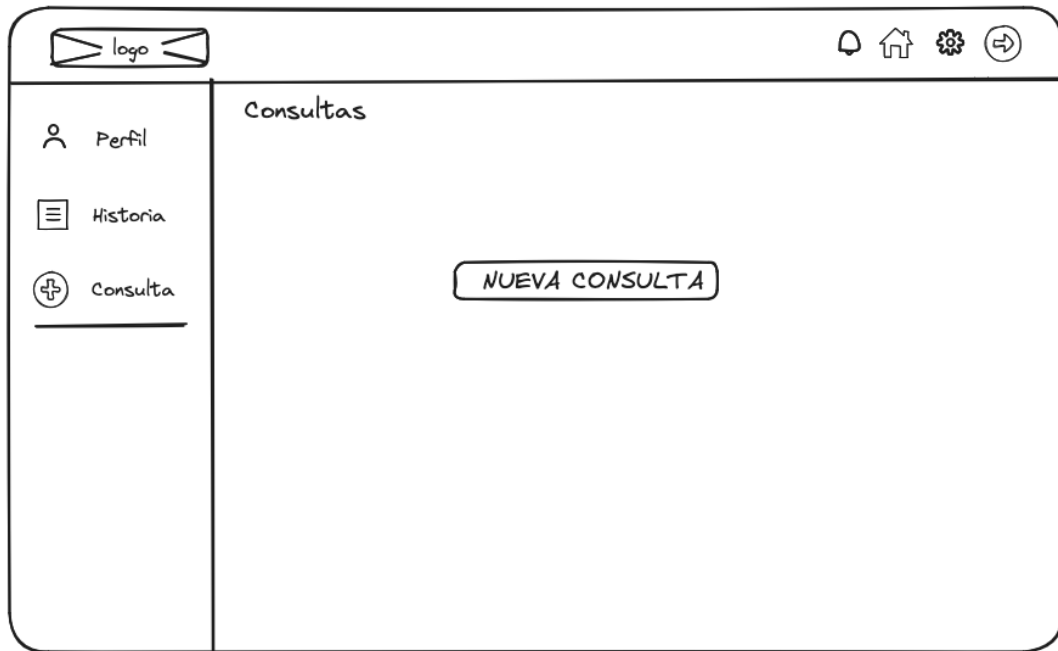 logo
Consultas
Perfil
Historia
Consulta
NUEVA CONSULTA